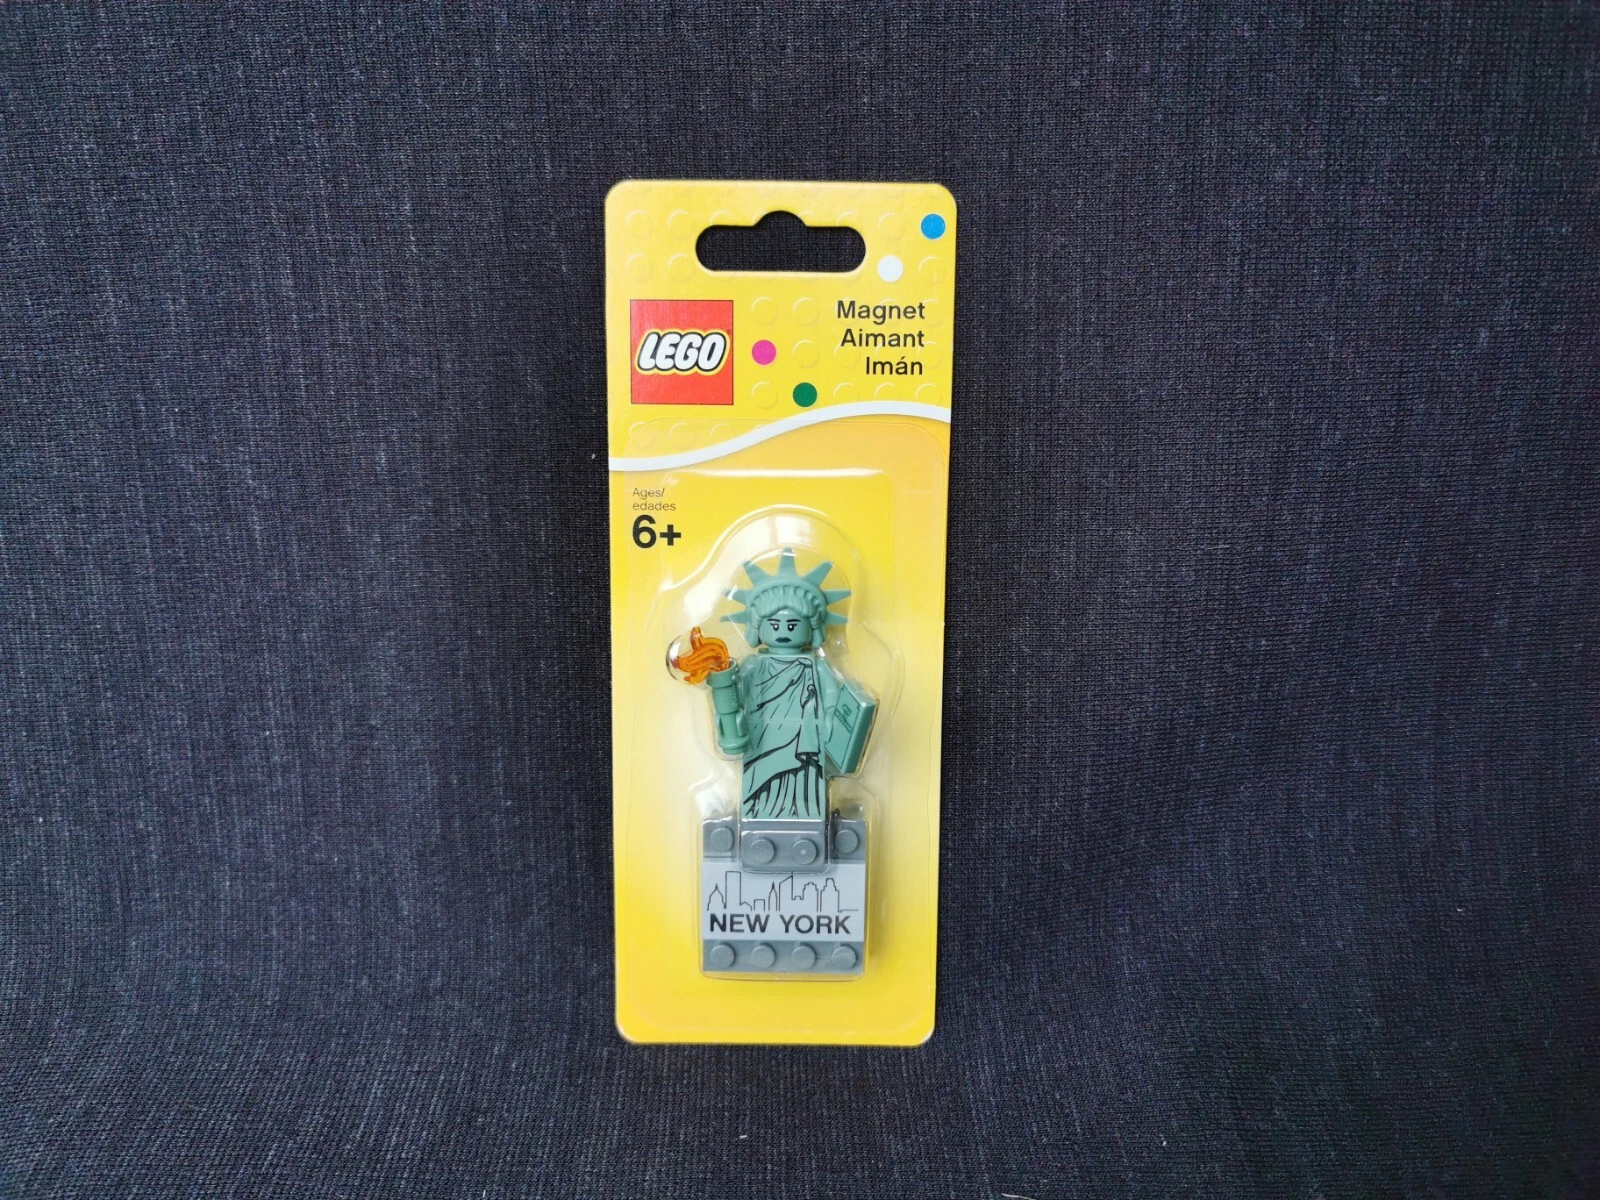 LEGO
Magnet
Aimant
Imán
Ages/
edades
6+
NEW YORK